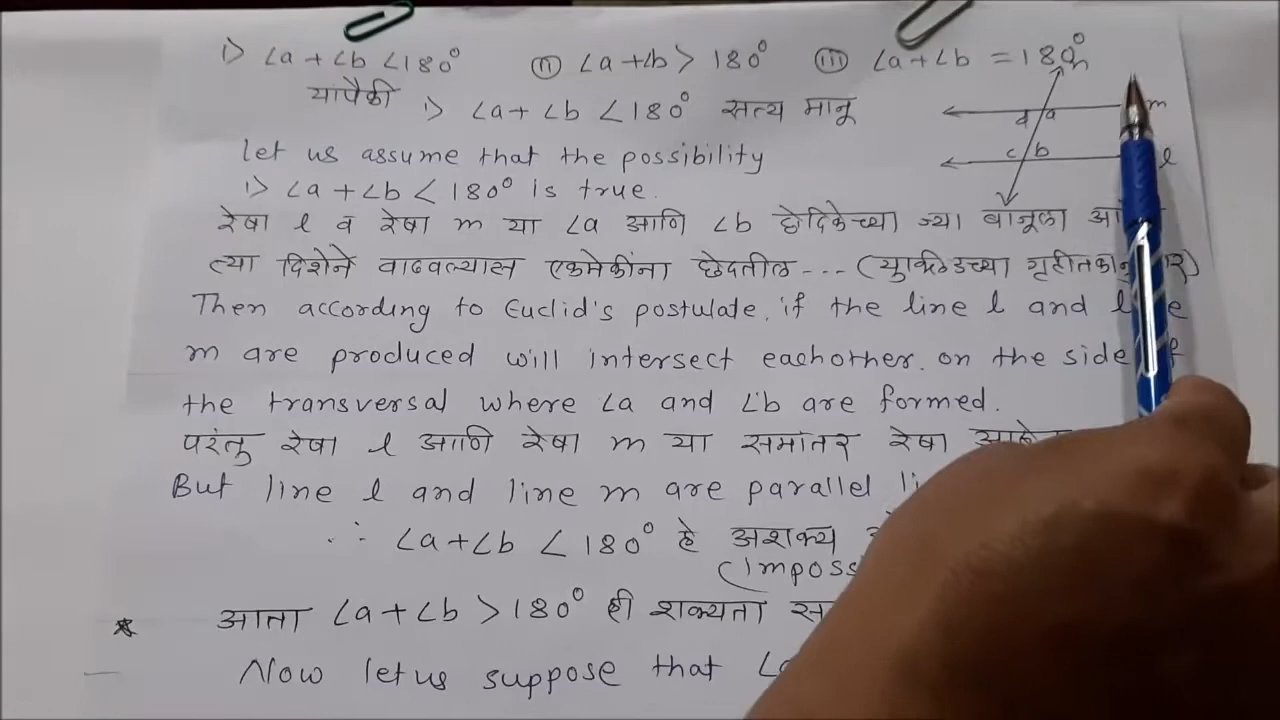 i> ∠a + ∠b < 180° ii) ∠a + ∠b > 180° iii) ∠a + ∠b = 180°
n
यांपैकी i> ∠a + ∠b < 180° सत्य मानू
m
d a
let us assume that the possibility
c b
l
i> ∠a + ∠b < 180° is true.
रेषा l व रेषा m या ∠a आणि ∠b छेदिकेच्या ज्या बाजूला
त्या दिशेने वाढवल्यास एकमेकींना छेदतील --- (युक्लिडच्या
Then according to Euclid's postulate, if the line l and
m are produced will intersect eachother. on the side
the transversal where ∠a and ∠b are formed.
परंतु रेषा l आणि रेषा m या समांतर रेषा
But line l and line m are parallel
∴ ∠a + ∠b < 180° हे अशक्य
* आता ∠a + ∠b > 180° ही शक्यता
Now let us suppose that